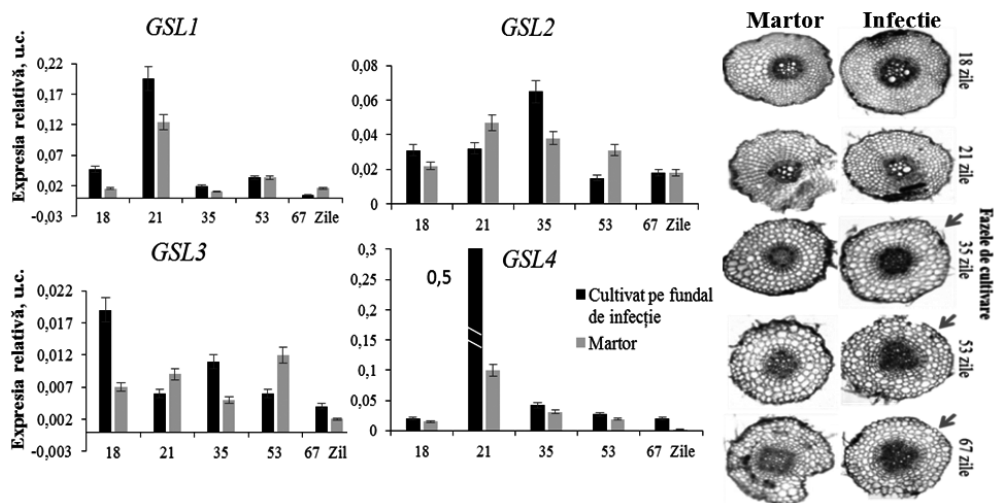 GSL1
Expresia relativă, u.c.
0,22
0,17
0,12
0,07
0,02
-0,03
18 21 35 53 67 Zile
GSL2
0,08
0,06
0,04
0,02
0
18 21 35 53 67 Zile
GSL3
Expresia relativă, u.c.
0,022
0,017
0,012
0,007
0,002
-0,003
18 21 35 53 67 Zil
GSL4
0,3
0,25
0,2
0,15
0,1
0,05
0
0,5
Cultivat pe fundal
de infecție
Martor
18 21 35 53 67 Zile
Martor Infectie
18 zile
21 zile
35 zile
53 zile
67 zile
Fazele de cultivare